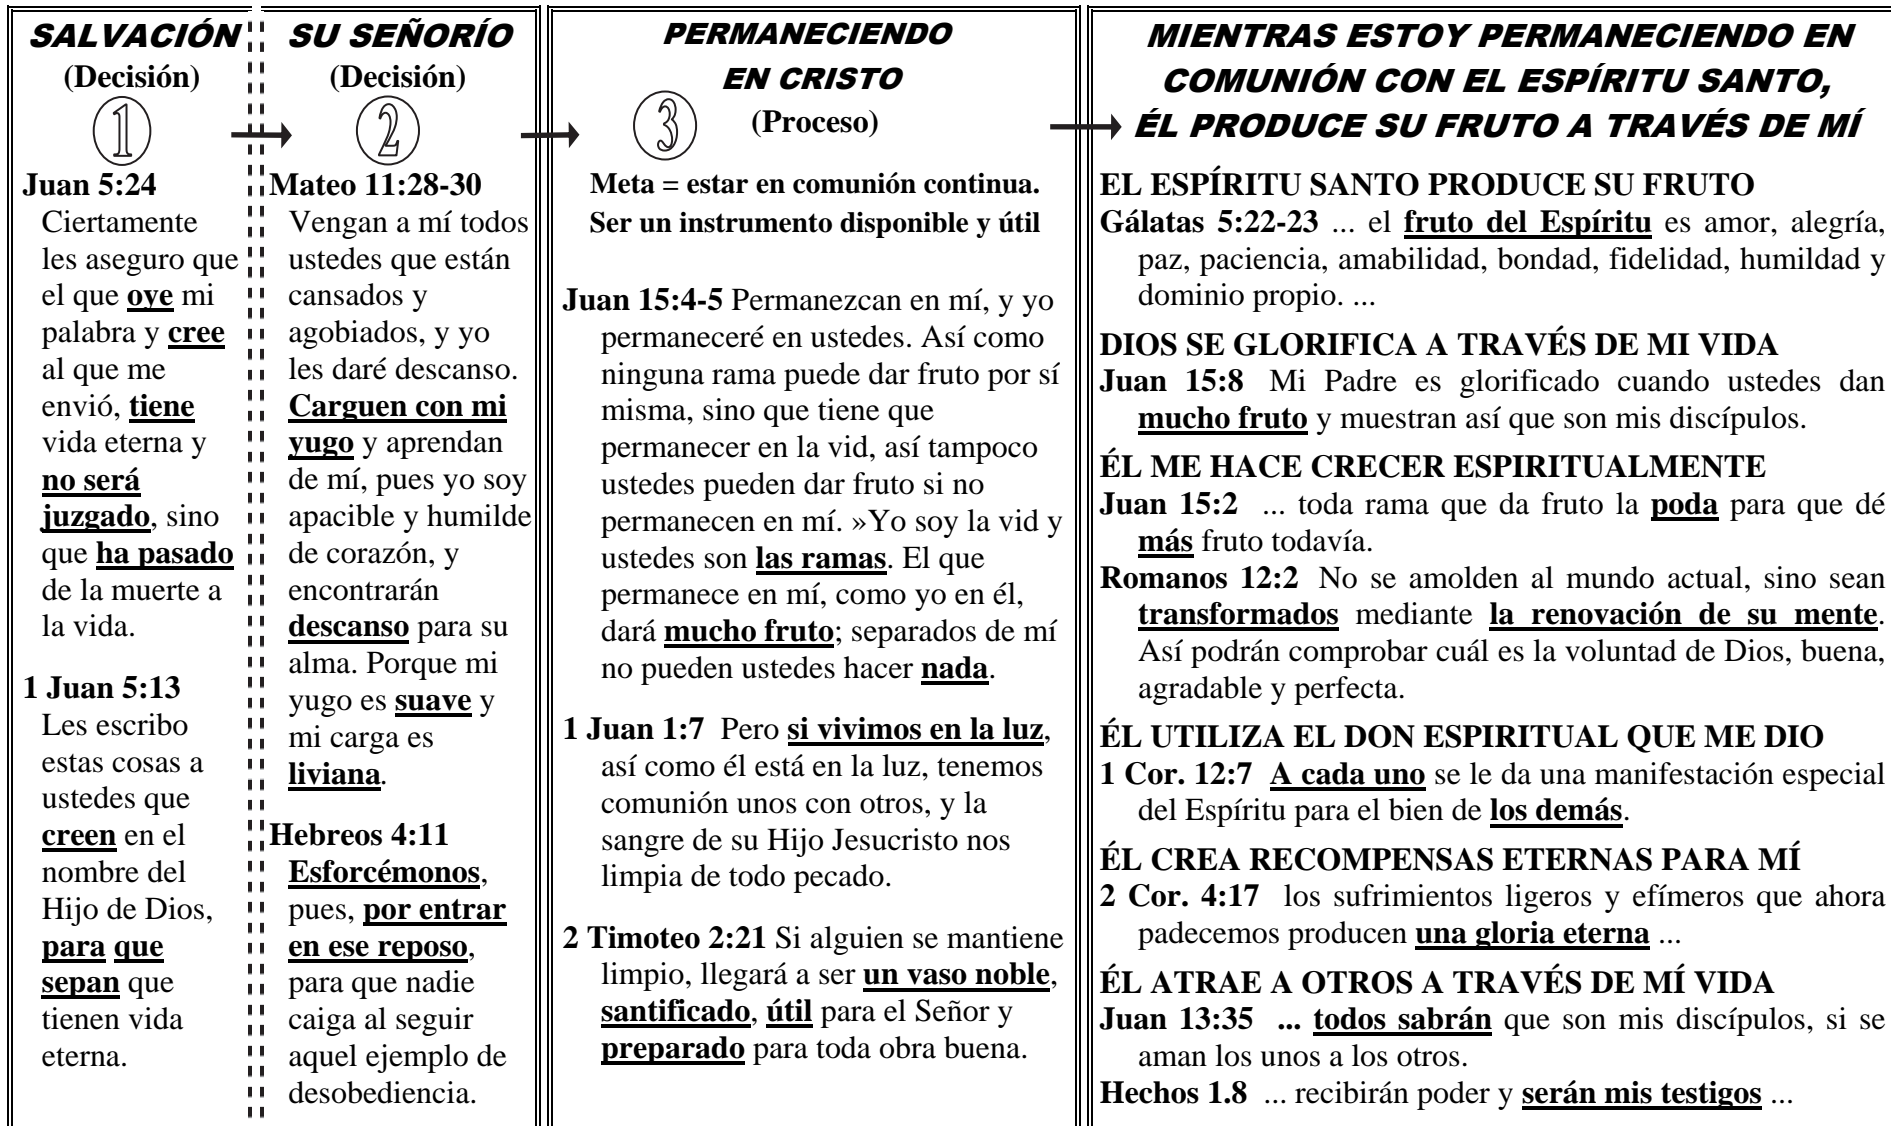 SALVACIÓN
(Decisión)
1
Juan 5:24
Ciertamente
les aseguro que
el que oye mi
palabra y cree
al que me
envió, tiene
vida eterna y
no será
juzgado, sino
que ha pasado
de la muerte a
la vida.
1 Juan 5:13
Les escribo
estas cosas a
ustedes que
creen en el
nombre del
Hijo de Dios,
para que
sepan que
tienen vida
eterna.
SU SEÑORÍO
(Decisión)
2
Mateo 11:28-30
Vengan a mí todos
ustedes que están
cansados y
agobiados, y yo
les daré descanso.
Carguen con mi
yugo y aprendan
de mí, pues yo soy
apacible y humilde
de corazón, y
encontrarán
descanso para su
alma. Porque mi
yugo es suave y
mi carga es
liviana.
Hebreos 4:11
Esforcémonos,
pues, por entrar
en ese reposo,
para que nadie
caiga al seguir
aquel ejemplo de
desobediencia.
PERMANECIENDO
EN CRISTO
3 (Proceso)
Meta = estar en comunión continua.
Ser un instrumento disponible y útil
Juan 15:4-5 Permanezcan en mí, y yo
permaneceré en ustedes. Así como
ninguna rama puede dar fruto por sí
misma, sino que tiene que
permanecer en la vid, así tampoco
ustedes pueden dar fruto si no
permanecen en mí. »Yo soy la vid y
ustedes son las ramas. El que
permanece en mí, como yo en él,
dará mucho fruto; separados de mí
no pueden ustedes hacer nada.
1 Juan 1:7 Pero si vivimos en la luz,
así como él está en la luz, tenemos
comunión unos con otros, y la
sangre de su Hijo Jesucristo nos
limpia de todo pecado.
2 Timoteo 2:21 Si alguien se mantiene
limpio, llegará a ser un vaso noble,
santificado, útil para el Señor y
preparado para toda obra buena.
MIENTRAS ESTOY PERMANECIENDO EN
COMUNIÓN CON EL ESPÍRITU SANTO,
ÉL PRODUCE SU FRUTO A TRAVÉS DE MÍ
EL ESPÍRITU SANTO PRODUCE SU FRUTO
Gálatas 5:22-23 ... el fruto del Espíritu es amor, alegría,
paz, paciencia, amabilidad, bondad, fidelidad, humildad y
dominio propio. ...
DIOS SE GLORIFICA A TRAVÉS DE MI VIDA
Juan 15:8 Mi Padre es glorificado cuando ustedes dan
mucho fruto y muestran así que son mis discípulos.
ÉL ME HACE CRECER ESPIRITUALMENTE
Juan 15:2 ... toda rama que da fruto la poda para que dé
más fruto todavía.
Romanos 12:2 No se amolden al mundo actual, sino sean
transformados mediante la renovación de su mente.
Así podrán comprobar cuál es la voluntad de Dios, buena,
agradable y perfecta.
ÉL UTILIZA EL DON ESPIRITUAL QUE ME DIO
1 Cor. 12:7 A cada uno se le da una manifestación especial
del Espíritu para el bien de los demás.
ÉL CREA RECOMPENSAS ETERNAS PARA MÍ
2 Cor. 4:17 los sufrimientos ligeros y efímeros que ahora
padecemos producen una gloria eterna ...
ÉL ATRAE A OTROS A TRAVÉS DE MÍ VIDA
Juan 13:35 ... todos sabrán que son mis discípulos, si se
aman los unos a los otros.
Hechos 1.8 ... recibirán poder y serán mis testigos ...